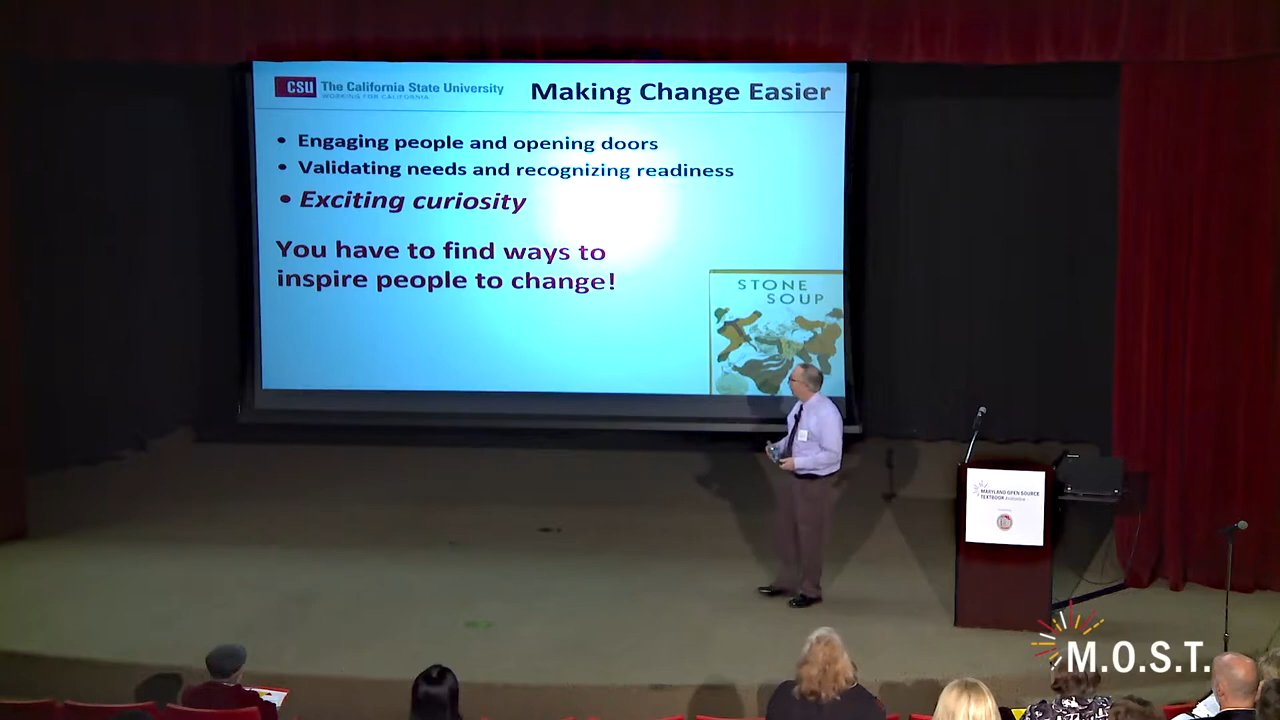 CSU The California State University
WORKING FOR CALIFORNIA
Making Change Easier
• Engaging people and opening doors
• Validating needs and recognizing readiness
• Exciting curiosity
You have to find ways to
inspire people to change!
STONE
SOUP
MARYLAND OPEN SOURCE
TEXTBOOK
M.O.S.T.